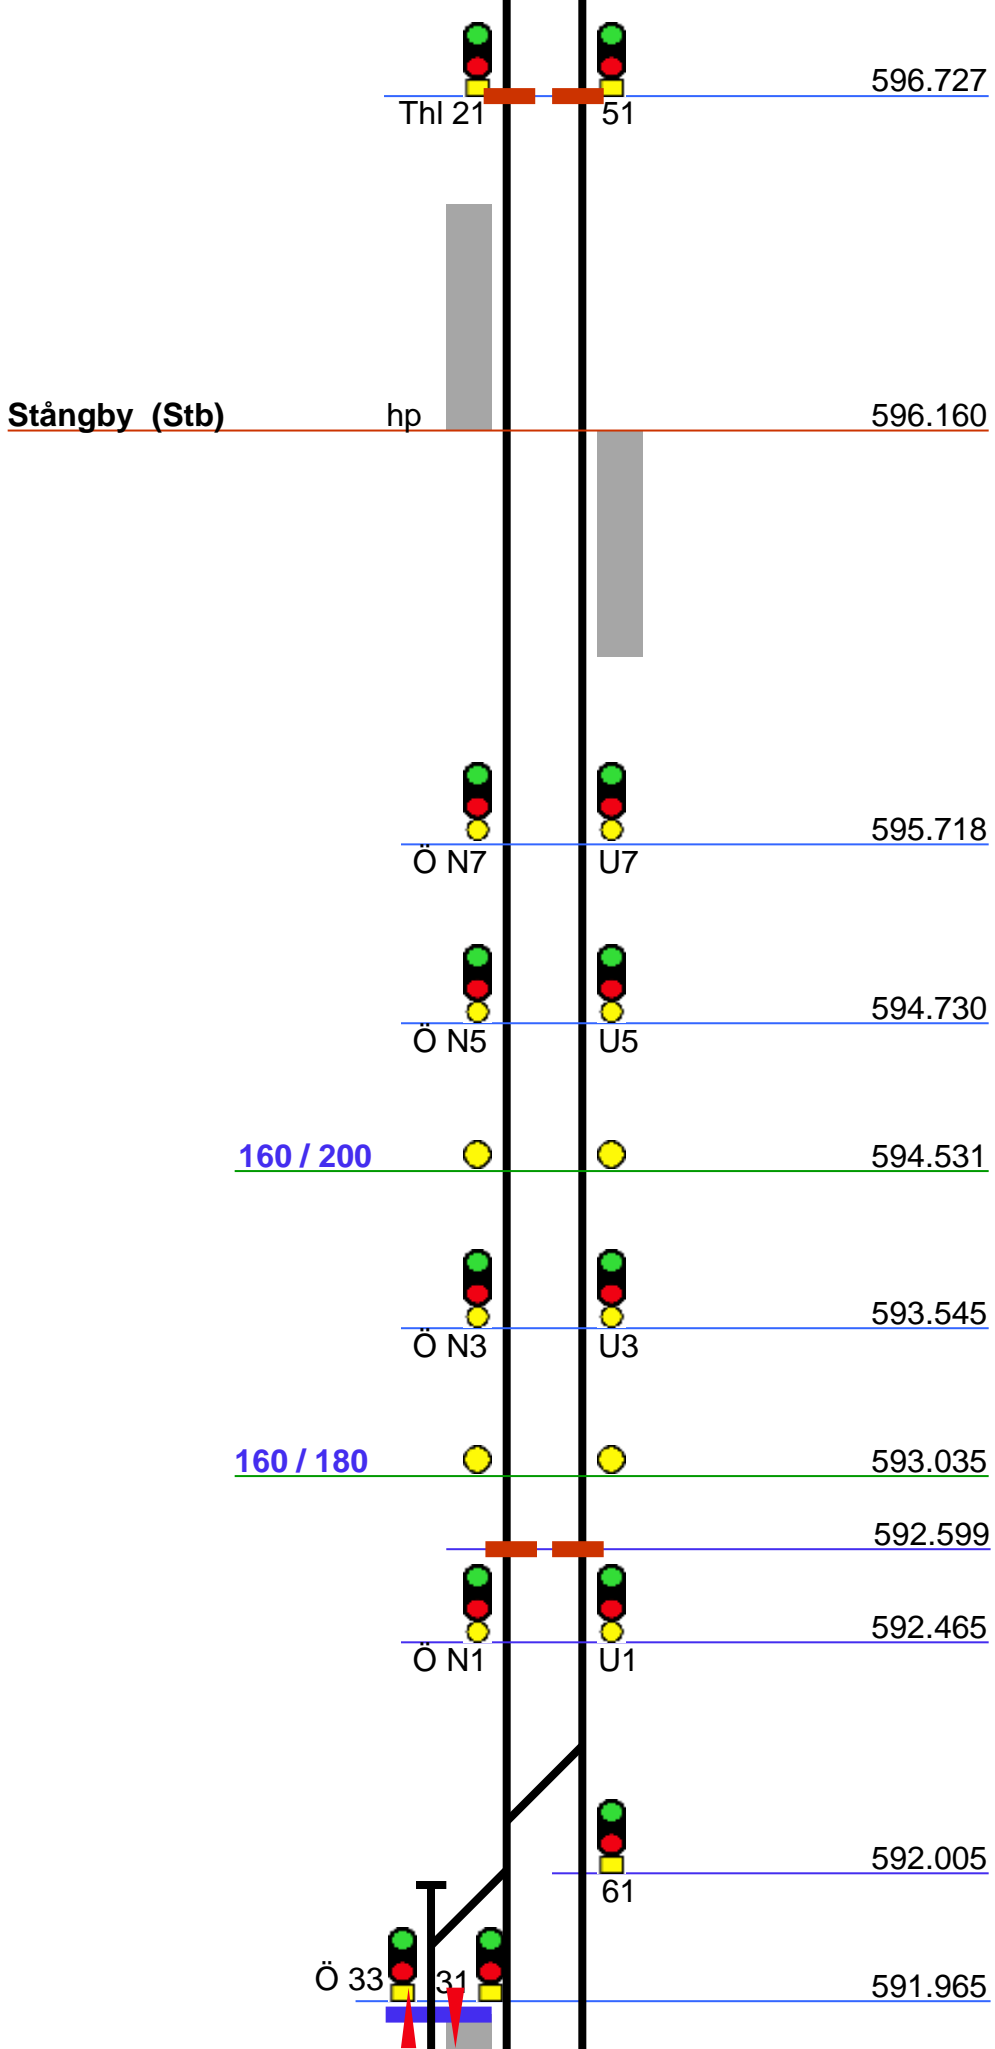 596.727
Thl 21 51
Stångby (Stb) hp 596.160
595.718
Ö N7 U7
594.730
Ö N5 U5
160 / 200 594.531
593.545
Ö N3 U3
160 / 180 593.035
592.599
592.465
Ö N1 U1
592.005
61
Ö 33 31 591.965